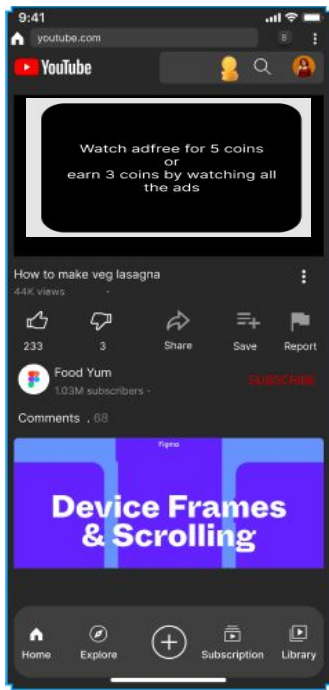 9:41
youtube.com
8
YouTube
Watch adfree for 5 coins
or
earn 3 coins by watching all
the ads
How to make veg lasagna
44K views
233 3 Share Save Report
Food Yum
1.03M subscribers -
SUBSCRIBE
Comments . 68
Figma
Device Frames
& Scrolling
Home Explore Subscription Library